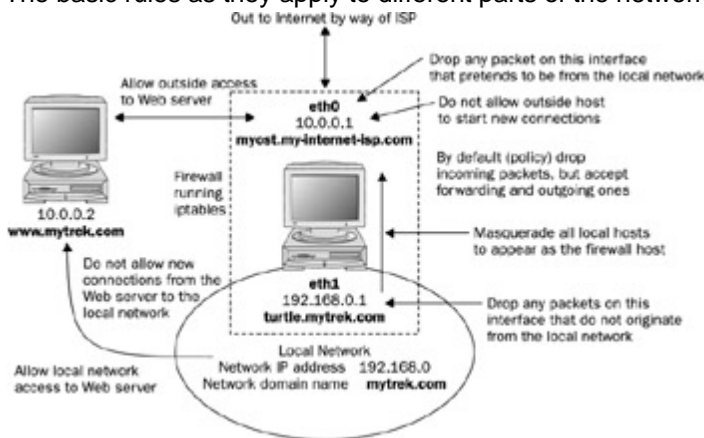 The basic rules as they apply to different parts of the network
Out to Internet by way of ISP
Drop any packet on this interface
that pretends to be from the local network
Allow outside access
to Web server
eth0
10.0.0.1
myost.my-internet-isp.com
Do not allow outside host
to start new connections
By default (policy) drop
incoming packets, but accept
forwarding and outgoing ones
Firewall
running
iptables
10.0.0.2
www.mytrek.com
Masquerade all local hosts
to appear as the firewall host
Do not allow new
connections from the
Web server to the
local network
eth1
192.168.0.1
turtle.mytrek.com
Drop any packets on this
interface that do not originate
from the local network
Allow local network
access to Web server
Local Network
Network IP address 192.168.0
Network domain name mytrek.com